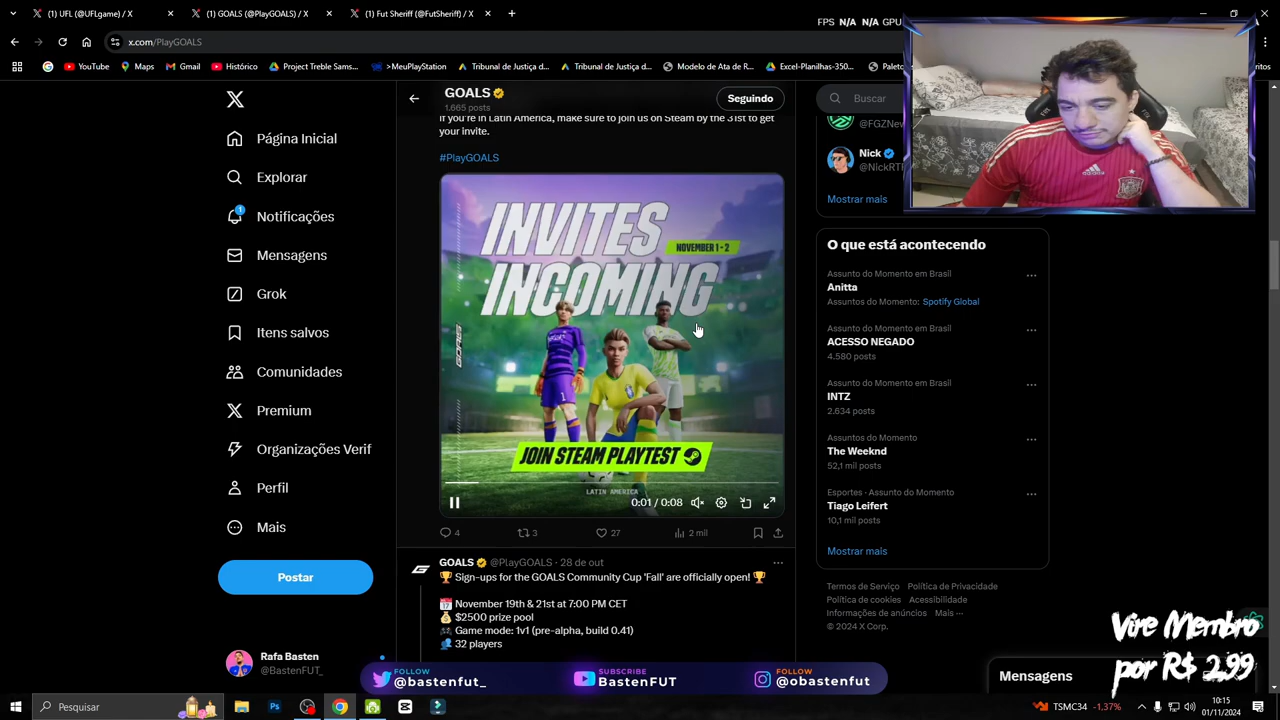 (1) UFL (@UFLgame) / X
(1) GOALS (@PlayGOALS) / X
(1) Fut Sheriff (@FutSheriff) / X
FPS N/A N/A GPU
x.com/PlayGOALS
YouTube
Maps
Gmail
Histórico
Project Treble Sams...
>MeuPlayStation
Tribunal de Justiça d...
Tribunal de Justiça d...
Modelo de Ata de R...
Excel-Planilhas-350...
Página Inicial
Explorar
1
Notificações
Mensagens
Grok
Itens salvos
Comunidades
Premium
Organizações Verif
Perfil
Mais
Postar
Rafa Basten
@BastenFUT_
GOALS
1.665 posts
Seguindo
If you're in Latin America, make sure to join us on Steam by the 31st to get
your invite.
#PlayGOALS
INVITES
NOVEMBER 1 - 2
INCOMING
GOALS
JOIN STEAM PLAYTEST
LATIN AMERICA
0:01 / 0:08
4
3
27
2 mil
GOALS @PlayGOALS · 28 de out
🏆 Sign-ups for the GOALS Community Cup 'Fall' are officially open! 🏆
📅 November 19th & 21st at 7:00 PM CET
💰 $2500 prize pool
🎮 Game mode: 1v1 (pre-alpha, build 0.41)
👥 32 players
Buscar
Nick
Mostrar mais
O que está acontecendo
Assunto do Momento em Brasil
Anitta
Assuntos do Momento: Spotify Global
Assunto do Momento em Brasil
ACESSO NEGADO
4.580 posts
Assunto do Momento em Brasil
INTZ
2.634 posts
Assuntos do Momento
The Weeknd
52,1 mil posts
Esportes · Assunto do Momento
Tiago Leifert
10,1 mil posts
Mostrar mais
Termos de Serviço Política de Privacidade
Política de cookies Acessibilidade
Informações de anúncios Mais ···
© 2024 X Corp.
adidas
Vire Membro
por R$ 2,99
Mensagens
FOLLOW
@bastenfut_
SUBSCRIBE
BastenFUT
FOLLOW
@obastenfut
Pesquisar
TSMC34 -1,37%
10:15
01/11/2024